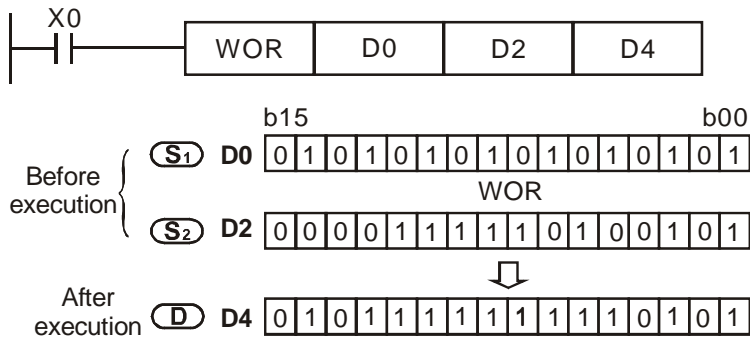 X0
WOR D0 D2 D4
b15 b00
Before execution
S1 D0 0 1 0 1 0 1 0 1 0 1 0 1 0 1 0 1
WOR
S2 D2 0 0 0 0 1 1 1 1 1 0 1 0 0 1 0 1
After execution
D D4 0 1 0 1 1 1 1 1 1 1 1 1 0 1 0 1